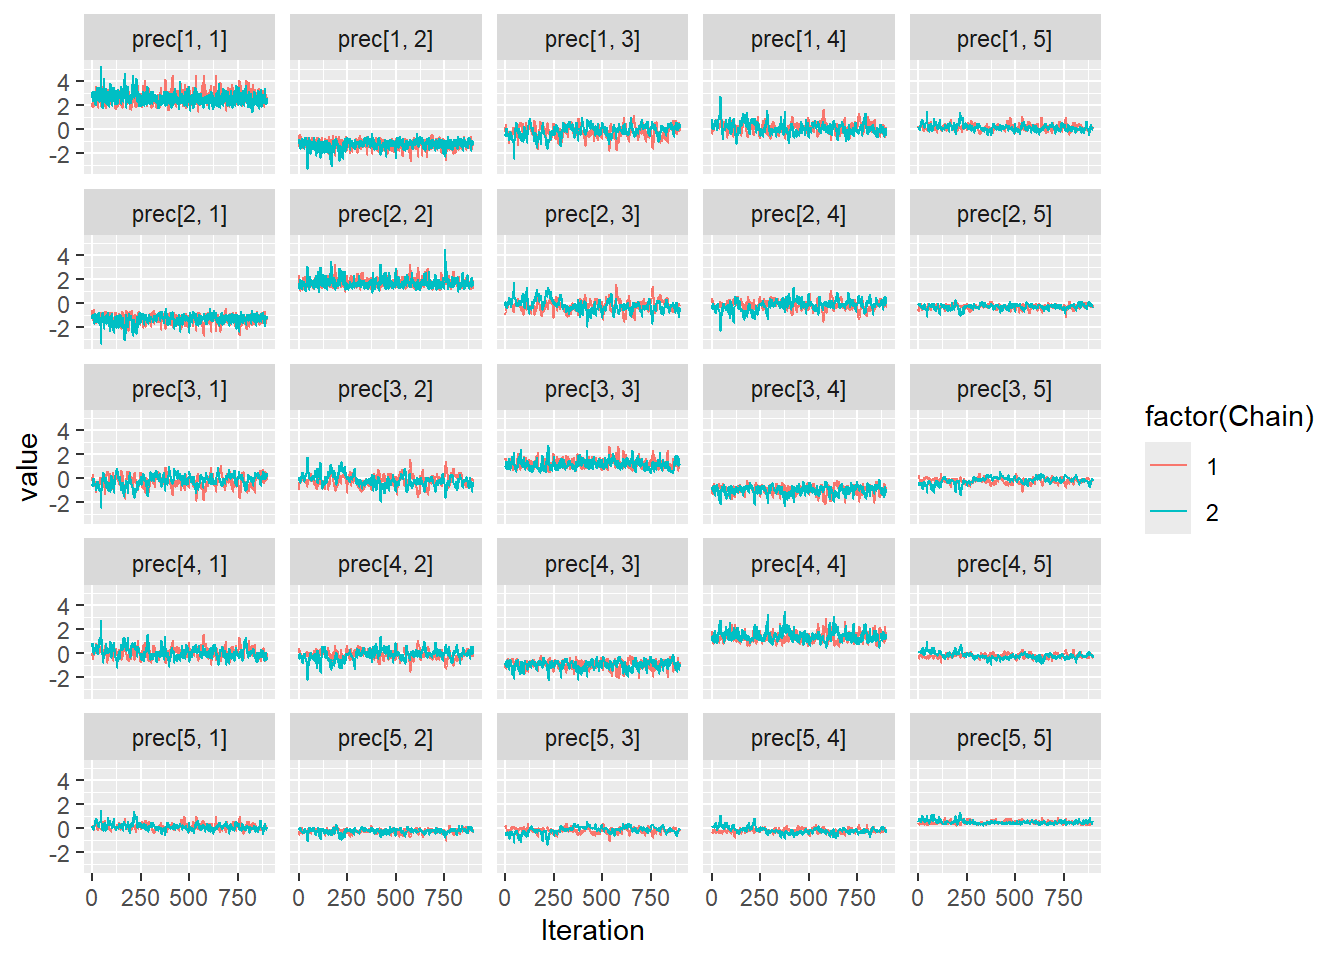 prec[1, 1] prec[1, 2] prec[1, 3] prec[1, 4] prec[1, 5]
4
2
0
-2
prec[2, 1] prec[2, 2] prec[2, 3] prec[2, 4] prec[2, 5]
4
2
0
-2
prec[3, 1] prec[3, 2] prec[3, 3] prec[3, 4] prec[3, 5]
4
2
0
-2
prec[4, 1] prec[4, 2] prec[4, 3] prec[4, 4] prec[4, 5]
4
2
0
-2
prec[5, 1] prec[5, 2] prec[5, 3] prec[5, 4] prec[5, 5]
4
2
0
-2
0 250 500 750 0 250 500 750 0 250 500 750 0 250 500 750 0 250 500 750
Iteration
value
factor(Chain)
1
2